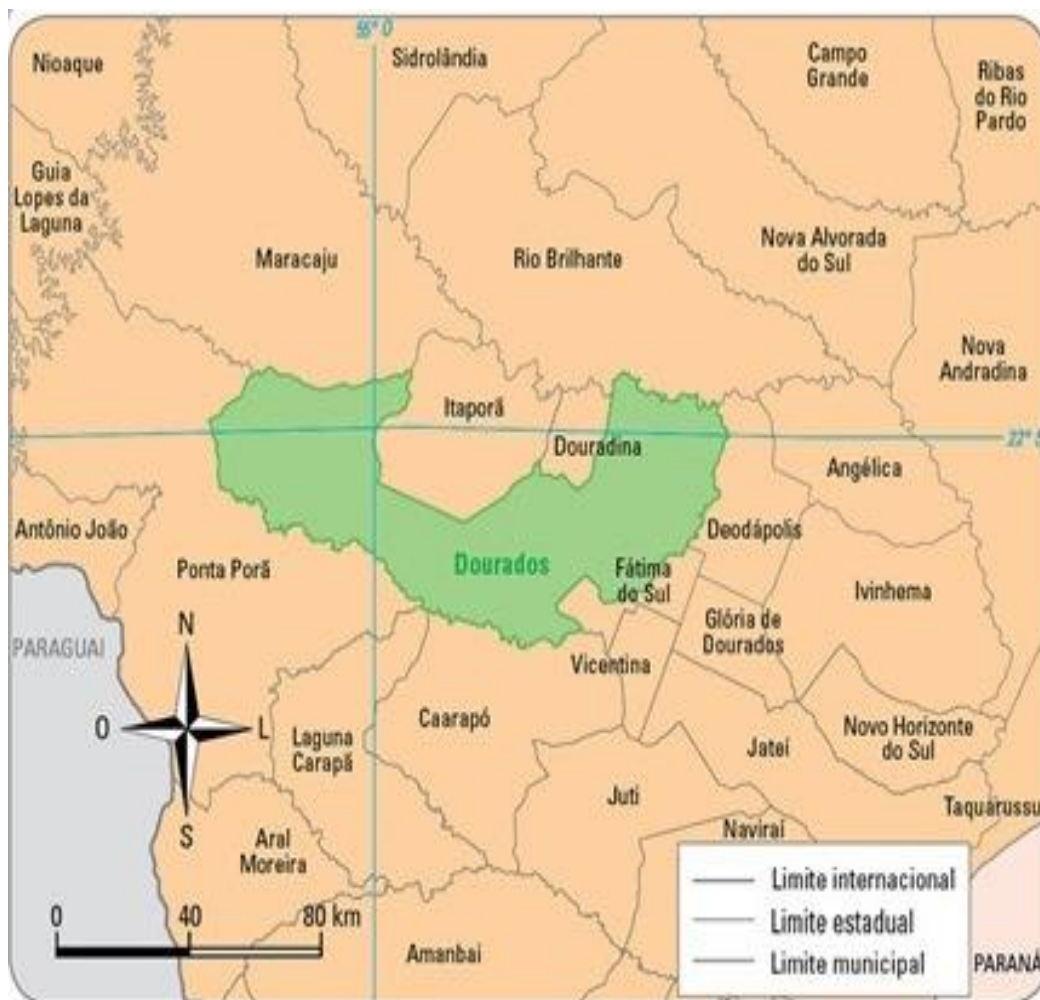 55° O
Nioaque
Sidrolândia
Campo
Grande
Ribas
do Rio
Pardo
Guia
Lopes da
Laguna
Maracaju
Rio Brilhante
Nova Alvorada
do Sul
Nova
Andradina
Itaporã
Douradina
22° S
Angélica
Antônio João
Ponta Porã
Dourados
Fátima
do Sul
Deodápolis
Ivinhema
Glória de
Dourados
PARAGUAI
N
O
L
S
Vicentina
Caarapó
Laguna
Carapã
Novo Horizonte
do Sul
Jateí
Juti
Taquarussu
Naviraí
Aral
Moreira
Amanbai
0
40
80 km
Limite internacional
Limite estadual
Limite municipal
PARANÁ